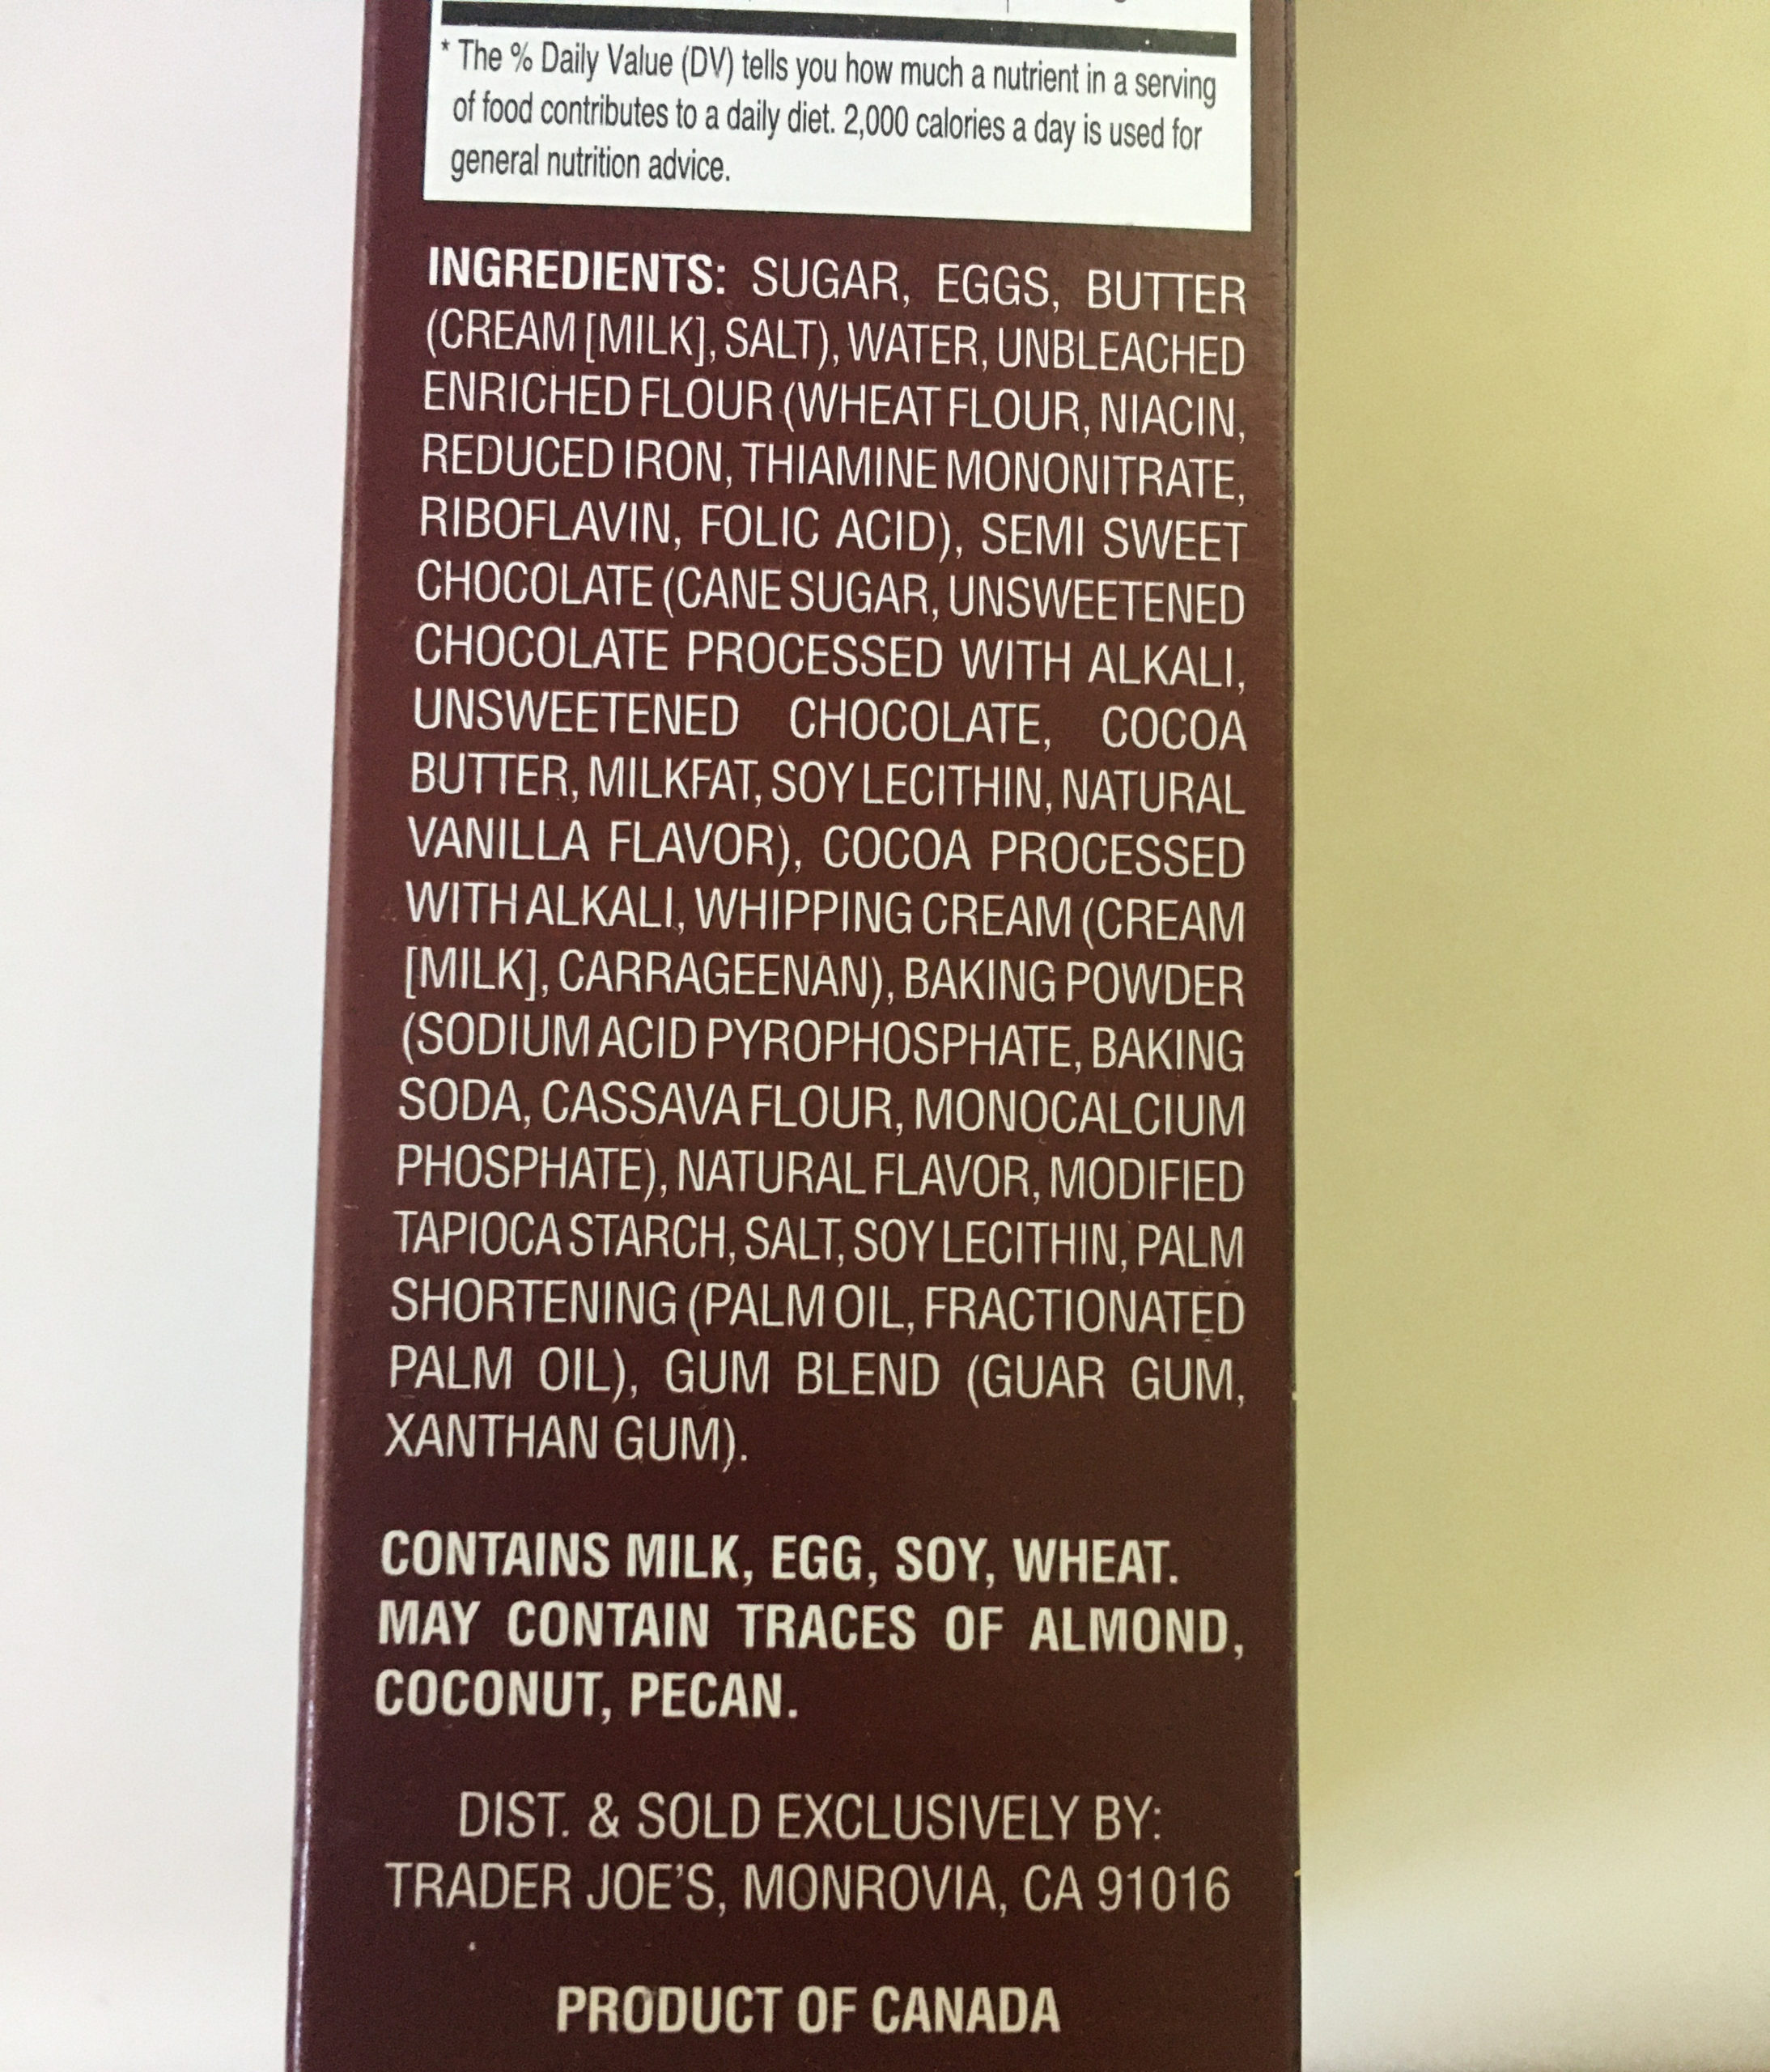 * The % Daily Value (DV) tells you how much a nutrient in a serving
of food contributes to a daily diet. 2,000 calories a day is used for
general nutrition advice.
INGREDIENTS: SUGAR, EGGS, BUTTER
(CREAM [MILK], SALT), WATER, UNBLEACHED
ENRICHED FLOUR (WHEAT FLOUR, NIACIN,
REDUCED IRON, THIAMINE MONONITRATE,
RIBOFLAVIN, FOLIC ACID), SEMI SWEET
CHOCOLATE (CANE SUGAR, UNSWEETENED
CHOCOLATE PROCESSED WITH ALKALI,
UNSWEETENED CHOCOLATE, COCOA
BUTTER, MILKFAT, SOY LECITHIN, NATURAL
VANILLA FLAVOR), COCOA PROCESSED
WITH ALKALI, WHIPPING CREAM (CREAM
[MILK], CARRAGEENAN), BAKING POWDER
(SODIUM ACID PYROPHOSPHATE, BAKING
SODA, CASSAVA FLOUR, MONOCALCIUM
PHOSPHATE), NATURAL FLAVOR, MODIFIED
TAPIOCA STARCH, SALT, SOY LECITHIN, PALM
SHORTENING (PALM OIL, FRACTIONATED
PALM OIL), GUM BLEND (GUAR GUM,
XANTHAN GUM).
CONTAINS MILK, EGG, SOY, WHEAT.
MAY CONTAIN TRACES OF ALMOND,
COCONUT, PECAN.
DIST. & SOLD EXCLUSIVELY BY:
TRADER JOE'S, MONROVIA, CA 91016
PRODUCT OF CANADA